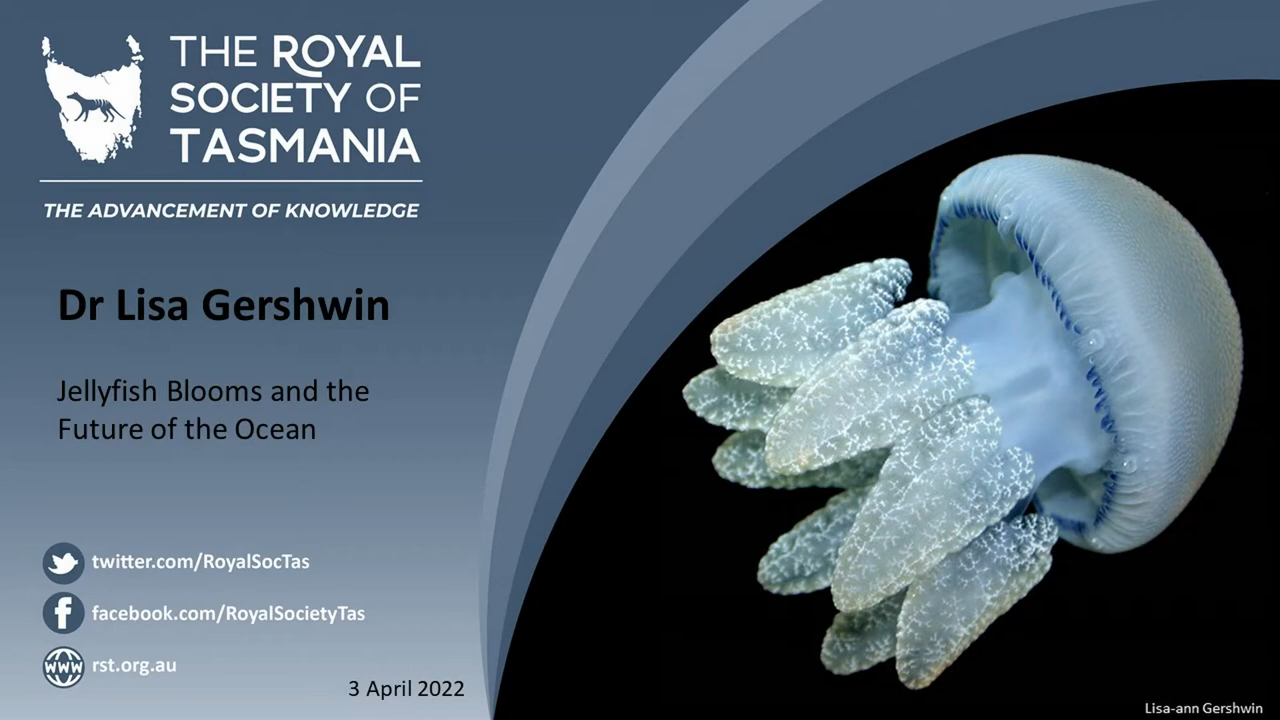 THE ROYAL
SOCIETY OF
TASMANIA
THE ADVANCEMENT OF KNOWLEDGE
Dr Lisa Gershwin
Jellyfish Blooms and the
Future of the Ocean
twitter.com/RoyalSocTas
facebook.com/RoyalSocietyTas
www rst.org.au
3 April 2022
Lisa-ann Gershwin